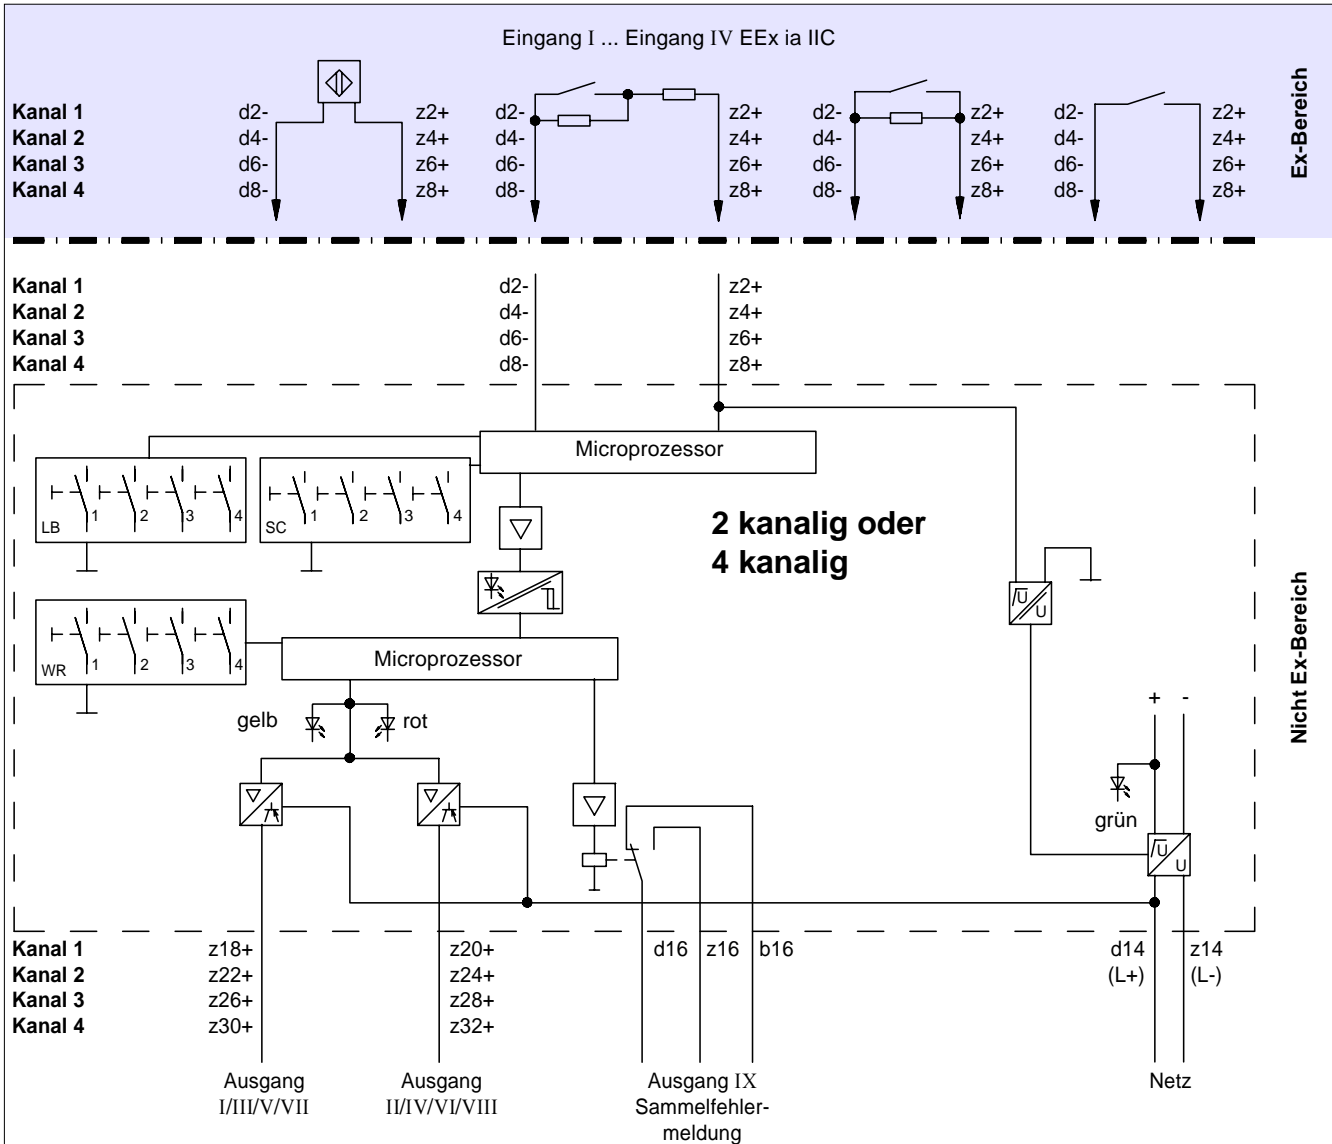 Eingang I ... Eingang IV EEx ia IIC
Ex-Bereich
Kanal 1 d2- z2+ d2- z2+ d2- z2+ d2- z2+
Kanal 2 d4- z4+ d4- z4+ d4- z4+ d4- z4+
Kanal 3 d6- z6+ d6- z6+ d6- z6+ d6- z6+
Kanal 4 d8- z8+ d8- z8+ d8- z8+ d8- z8+
Kanal 1 d2- z2+
Kanal 2 d4- z4+
Kanal 3 d6- z6+
Kanal 4 d8- z8+
Microprozessor
LB 1 2 3 4
SC 1 2 3 4
2 kanalig oder
4 kanalig
U
U
Nicht Ex-Bereich
WR 1 2 3 4
Microprozessor
gelb rot
+ -
grün
U
U
Kanal 1 z18+ z20+ d16 z16 b16 d14 z14
Kanal 2 z22+ z24+ (L+) (L-)
Kanal 3 z26+ z28+
Kanal 4 z30+ z32+
Ausgang Ausgang Ausgang IX Netz
I/III/V/VII II/IV/VI/VIII Sammelfehler-
meldung